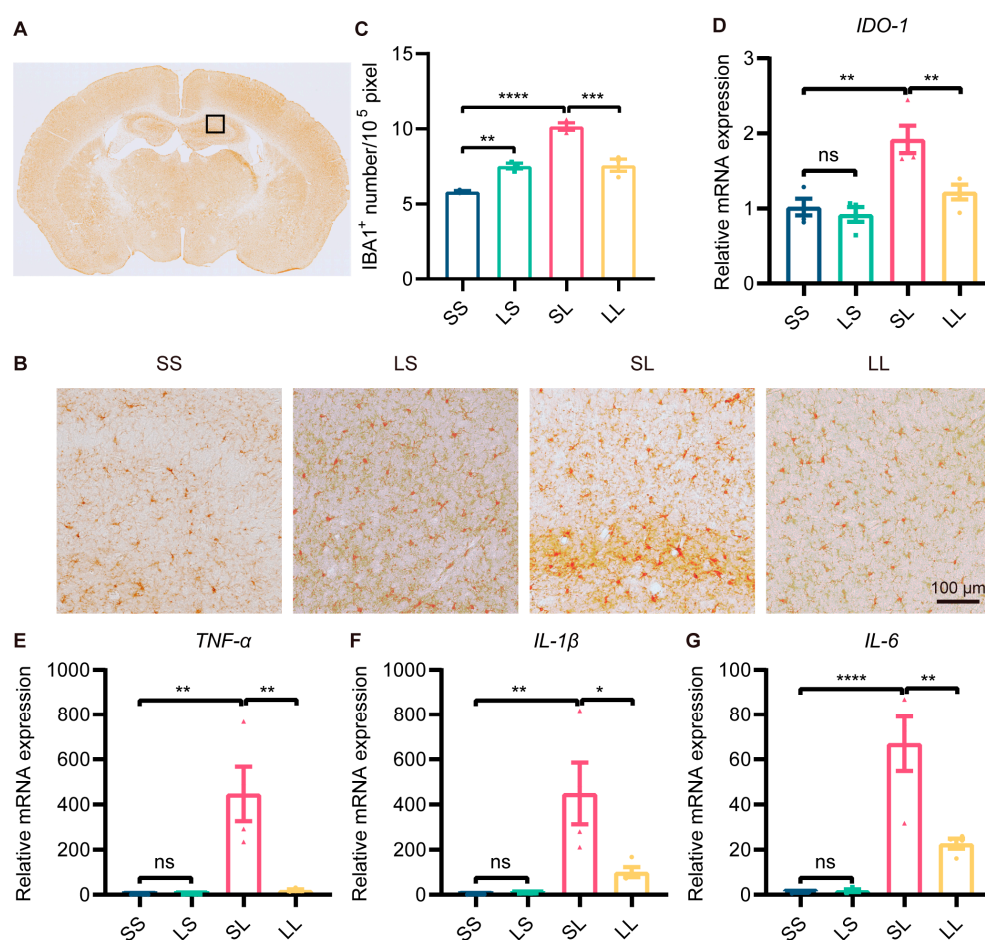 A
C
IBA1+ number/10 5 pixel
15
10
5
0
****
***
**
SS
LS
SL
LL
D
IDO-1
Relative mRNA expression
3
2
1
0
**
**
ns
SS
LS
SL
LL
B
SS
LS
SL
LL
100 μm
E
TNF-α
Relative mRNA expression
1000
800
600
400
200
0
**
**
ns
SS
LS
SL
LL
F
IL-1β
Relative mRNA expression
1000
800
600
400
200
0
**
*
ns
SS
LS
SL
LL
G
IL-6
Relative mRNA expression
100
80
60
40
20
0
****
**
ns
SS
LS
SL
LL